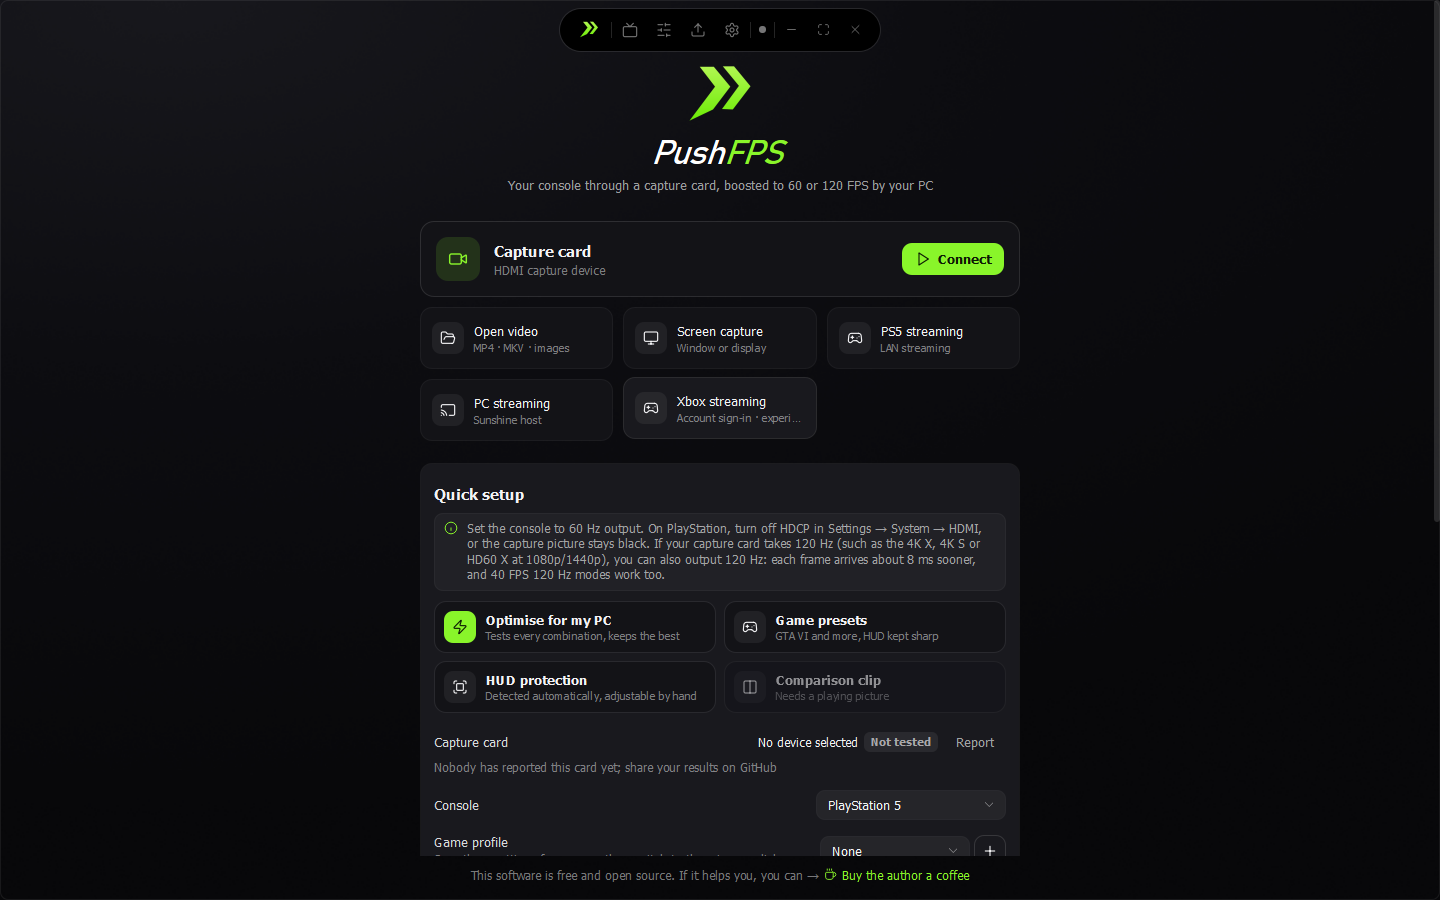 PushFPS
Your console through a capture card, boosted to 60 or 120 FPS by your PC
Capture card
HDMI capture device
Connect
Open video
MP4 · MKV · images
Screen capture
Window or display
PS5 streaming
LAN streaming
PC streaming
Sunshine host
Xbox streaming
Account sign-in · experi...
Quick setup
Set the console to 60 Hz output. On PlayStation, turn off HDCP in Settings → System → HDMI,
or the capture picture stays black. If your capture card takes 120 Hz (such as the 4K X, 4K S or
HD60 X at 1080p/1440p), you can also output 120 Hz: each frame arrives about 8 ms sooner,
and 40 FPS 120 Hz modes work too.
Optimise for my PC
Tests every combination, keeps the best
Game presets
GTA VI and more, HUD kept sharp
HUD protection
Detected automatically, adjustable by hand
Comparison clip
Needs a playing picture
Capture card
No device selected
Not tested
Report
Nobody has reported this card yet; share your results on GitHub
Console
PlayStation 5
Game profile
None
This software is free and open source. If it helps you, you can → Buy the author a coffee